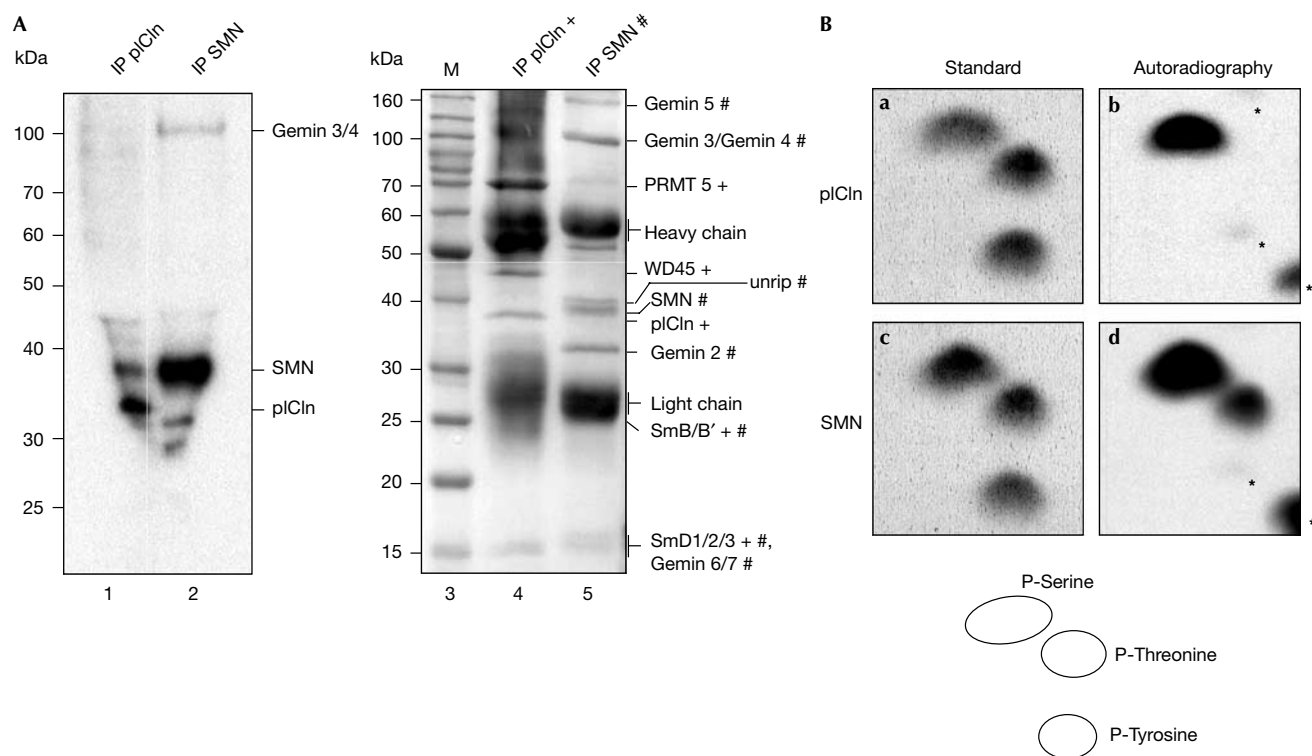 A
kDa
IP pICln
IP SMN
100
70
60
50
40
30
25
Gemin 3/4
SMN
pICln
1
2
kDa
M
IP pICln +
IP SMN #
160
100
70
60
50
40
30
25
20
15
Gemin 5 #
Gemin 3/Gemin 4 #
PRMT 5 +
Heavy chain
WD45 +
unrip #
SMN #
pICln +
Gemin 2 #
Light chain
SmB/B′ + #
SmD1/2/3 + #,
Gemin 6/7 #
3
4
5
B
Standard
Autoradiography
pICln
a
b
*
*
*
SMN
c
d
*
*
P-Serine
P-Threonine
P-Tyrosine